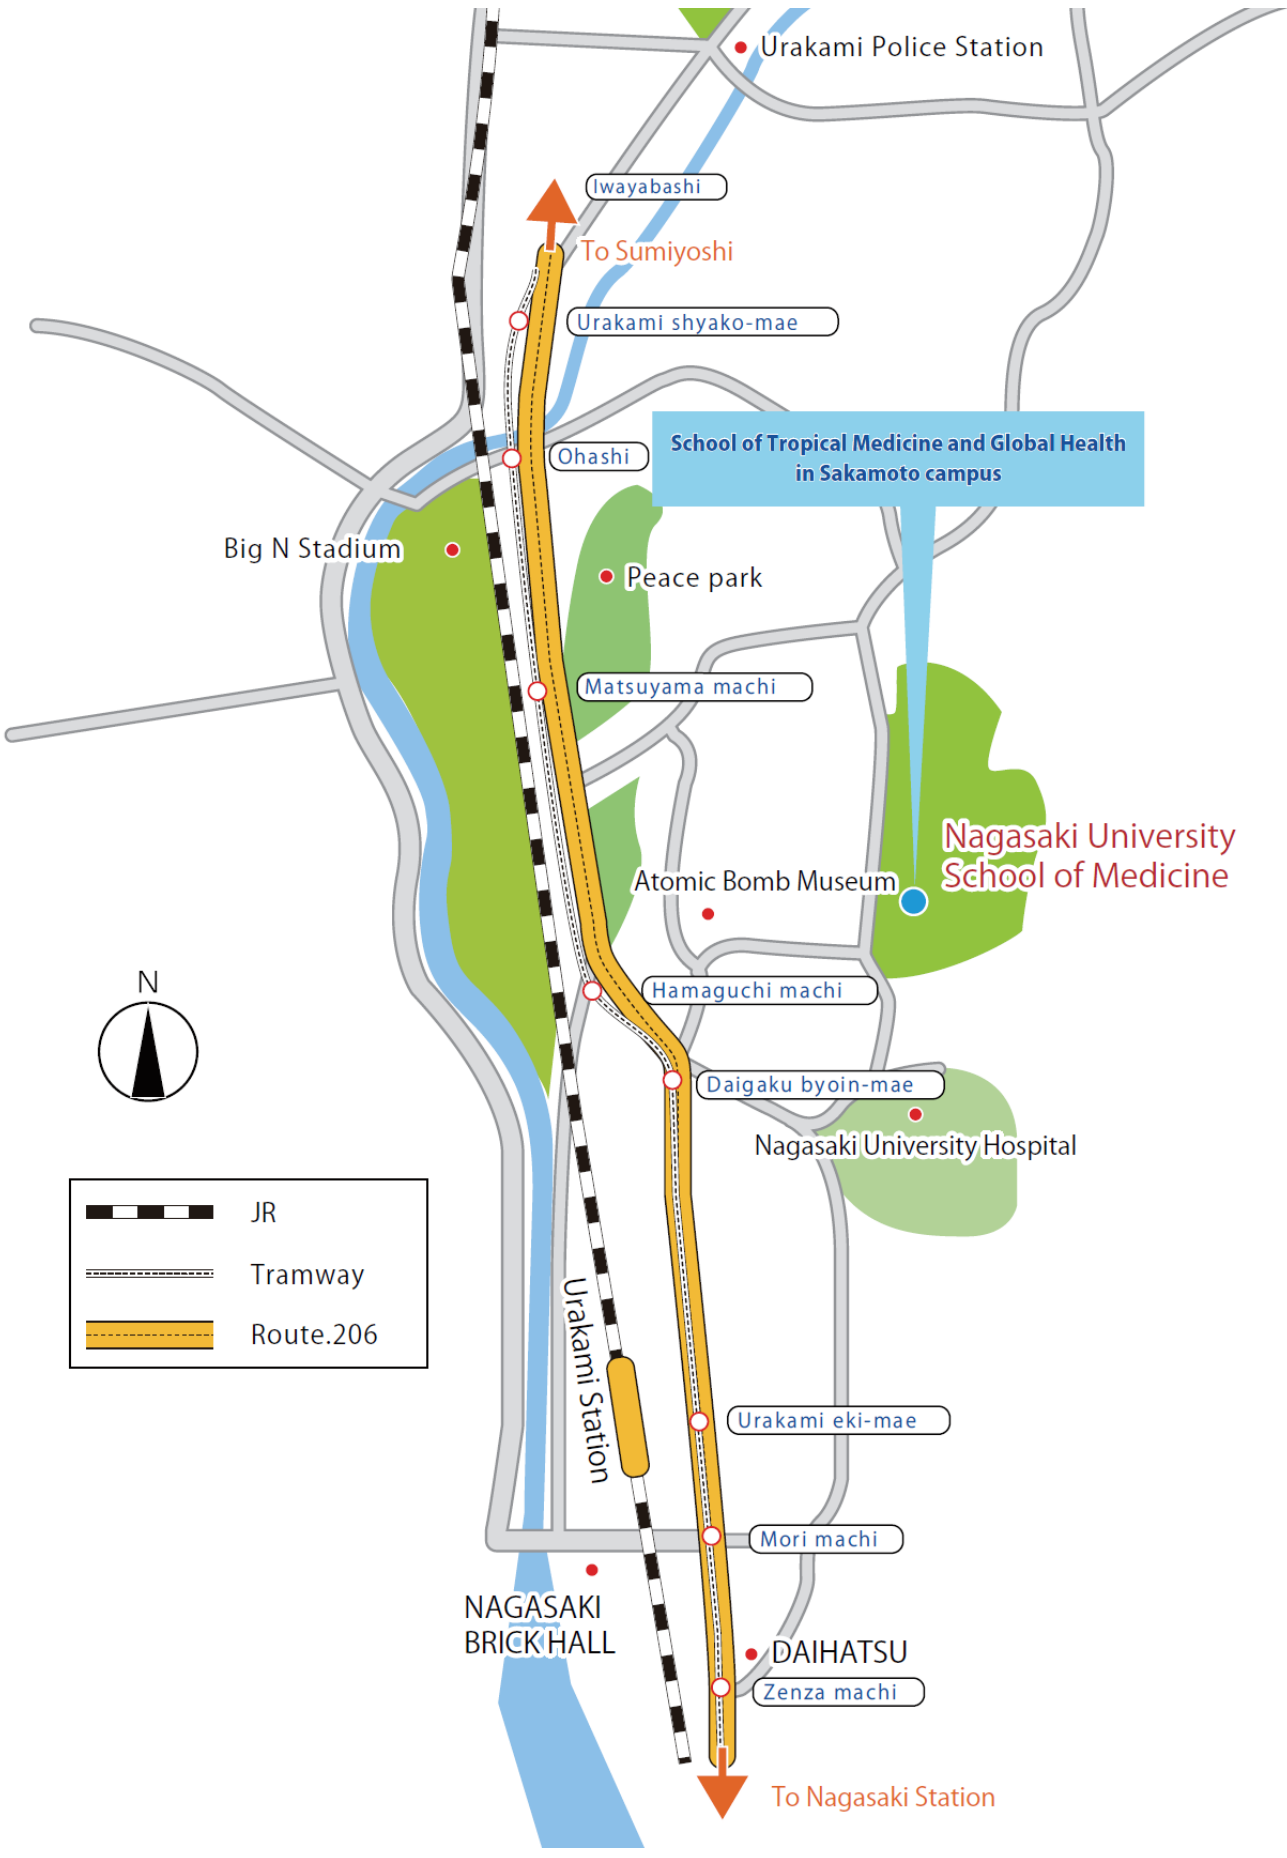 Urakami Police Station
Iwayabashi
To Sumiyoshi
Urakami shyako-mae
School of Tropical Medicine and Global Health
in Sakamoto campus
Ohashi
Big N Stadium
Peace park
Matsuyama machi
Nagasaki University
School of Medicine
Atomic Bomb Museum
N
Hamaguchi machi
Daigaku byoin-mae
Nagasaki University Hospital
JR
Tramway
Route.206
Urakami Station
Urakami eki-mae
Mori machi
NAGASAKI
BRICK HALL
DAIHATSU
Zenza machi
To Nagasaki Station